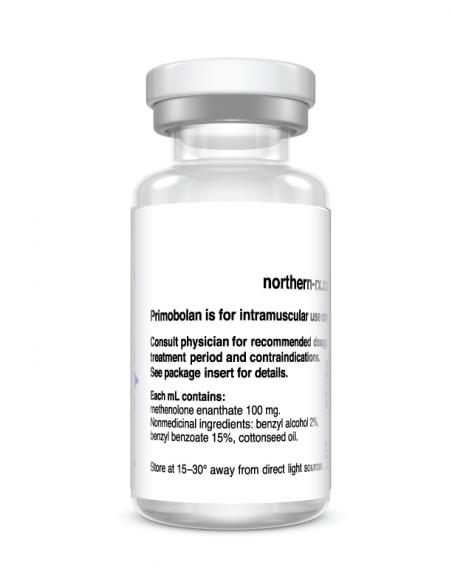 northern-rx.
Primobolan is for intramuscular use
Consult physician for recommended
treatment period and contraindications.
See package insert for details.
Each mL contains:
methenolone enanthate 100 mg.
Nonmedicinal ingredients: benzyl alcohol 2%,
benzyl benzoate 15%, cottonseed oil.
Store at 15–30° away from direct light sources.